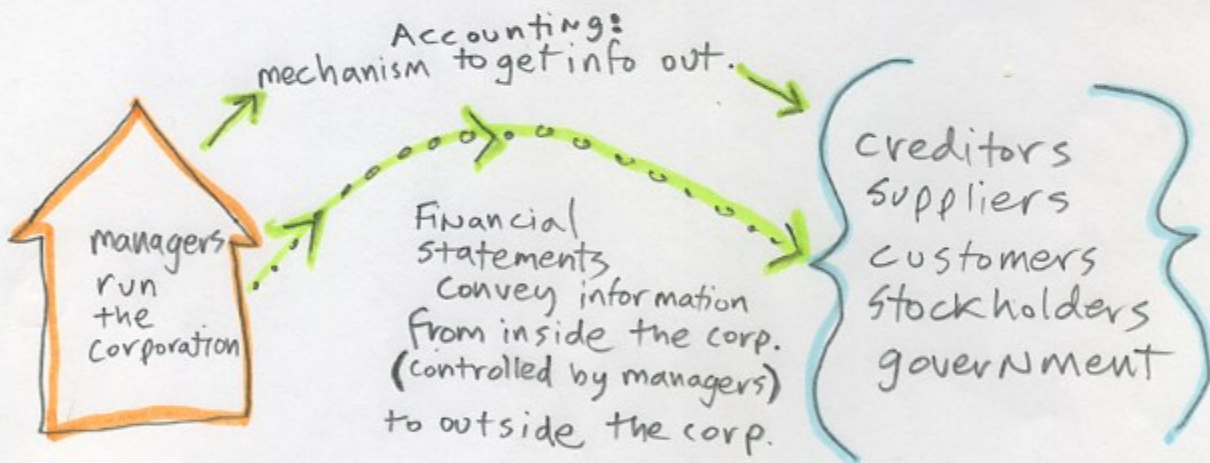 Accounting:
mechanism to get info out.
managers
run
the
corporation
Financial
statements
convey information
from inside the corp.
(controlled by managers)
to outside the corp.
creditors
suppliers
customers
stockholders
government